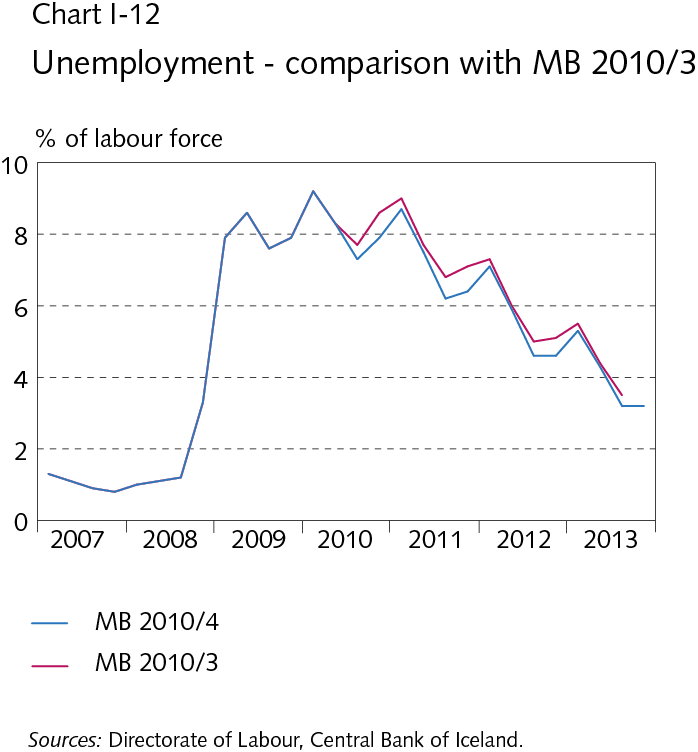 Chart I-12
Unemployment - comparison with MB 2010/3
% of labour force
10
8
6
4
2
0
2007 2008 2009 2010 2011 2012 2013
MB 2010/4
MB 2010/3
Sources: Directorate of Labour, Central Bank of Iceland.